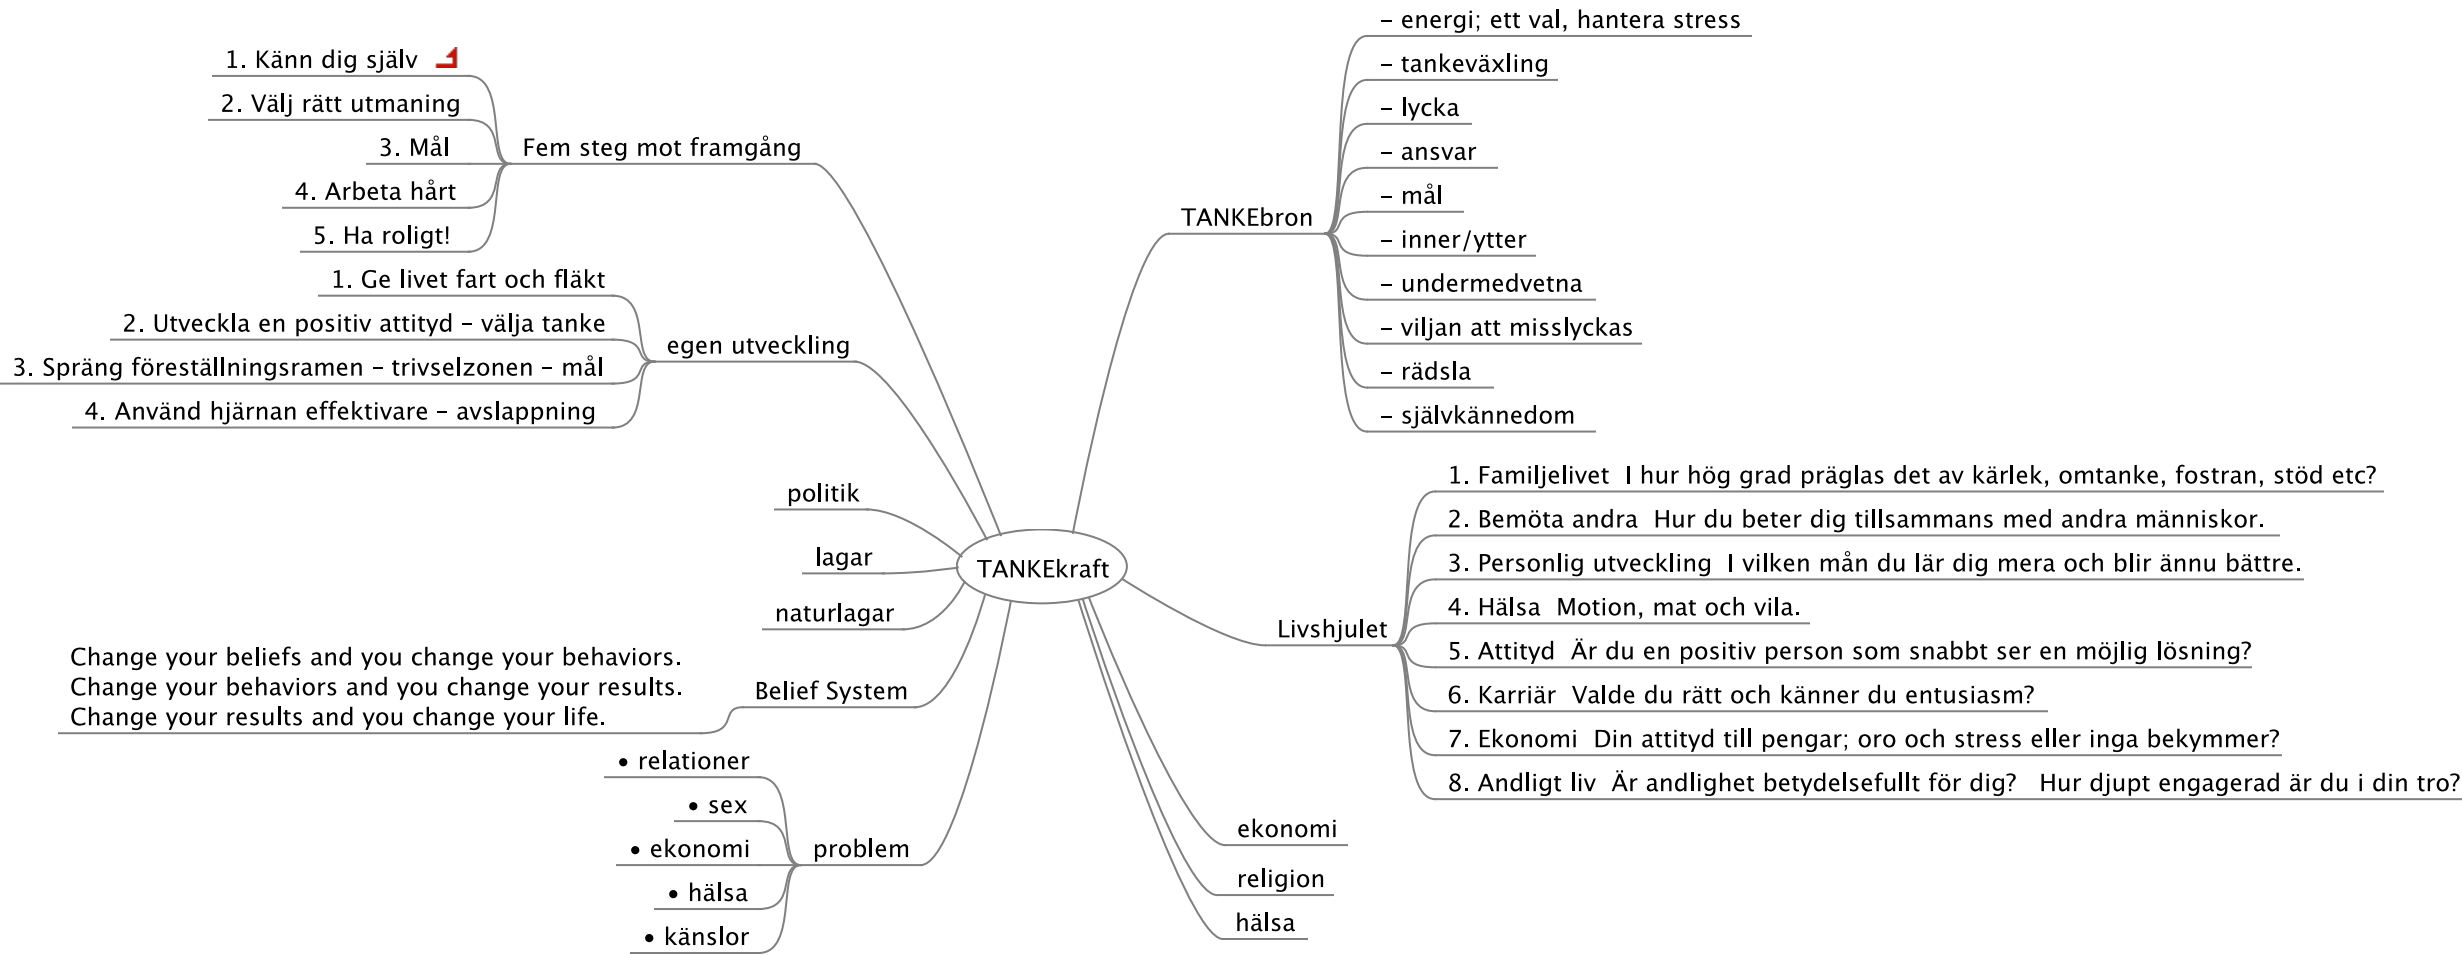 1. Känn dig själv
2. Välj rätt utmaning
3. Mål
4. Arbeta hårt
5. Ha roligt!
Fem steg mot framgång
1. Ge livet fart och fläkt
2. Utveckla en positiv attityd – välja tanke
3. Spräng föreställningsramen – trivselzonen – mål
4. Använd hjärnan effektivare – avslappning
egen utveckling
politik
lagar
naturlagar
Change your beliefs and you change your behaviors.
Change your behaviors and you change your results.
Change your results and you change your life.
Belief System
• relationer
• sex
• ekonomi
• hälsa
• känslor
problem
TANKEkraft
TANKEbron
– energi; ett val, hantera stress
– tankeväxling
– lycka
– ansvar
– mål
– inner/ytter
– undermedvetna
– viljan att misslyckas
– rädsla
– självkännedom
Livshjulet
1. Familjelivet  I hur hög grad präglas det av kärlek, omtanke, fostran, stöd etc?
2. Bemöta andra  Hur du beter dig tillsammans med andra människor.
3. Personlig utveckling  I vilken mån du lär dig mera och blir ännu bättre.
4. Hälsa  Motion, mat och vila.
5. Attityd  Är du en positiv person som snabbt ser en möjlig lösning?
6. Karriär  Valde du rätt och känner du entusiasm?
7. Ekonomi  Din attityd till pengar; oro och stress eller inga bekymmer?
8. Andligt liv  Är andlighet betydelsefullt för dig?   Hur djupt engagerad är du i din tro?
ekonomi
religion
hälsa